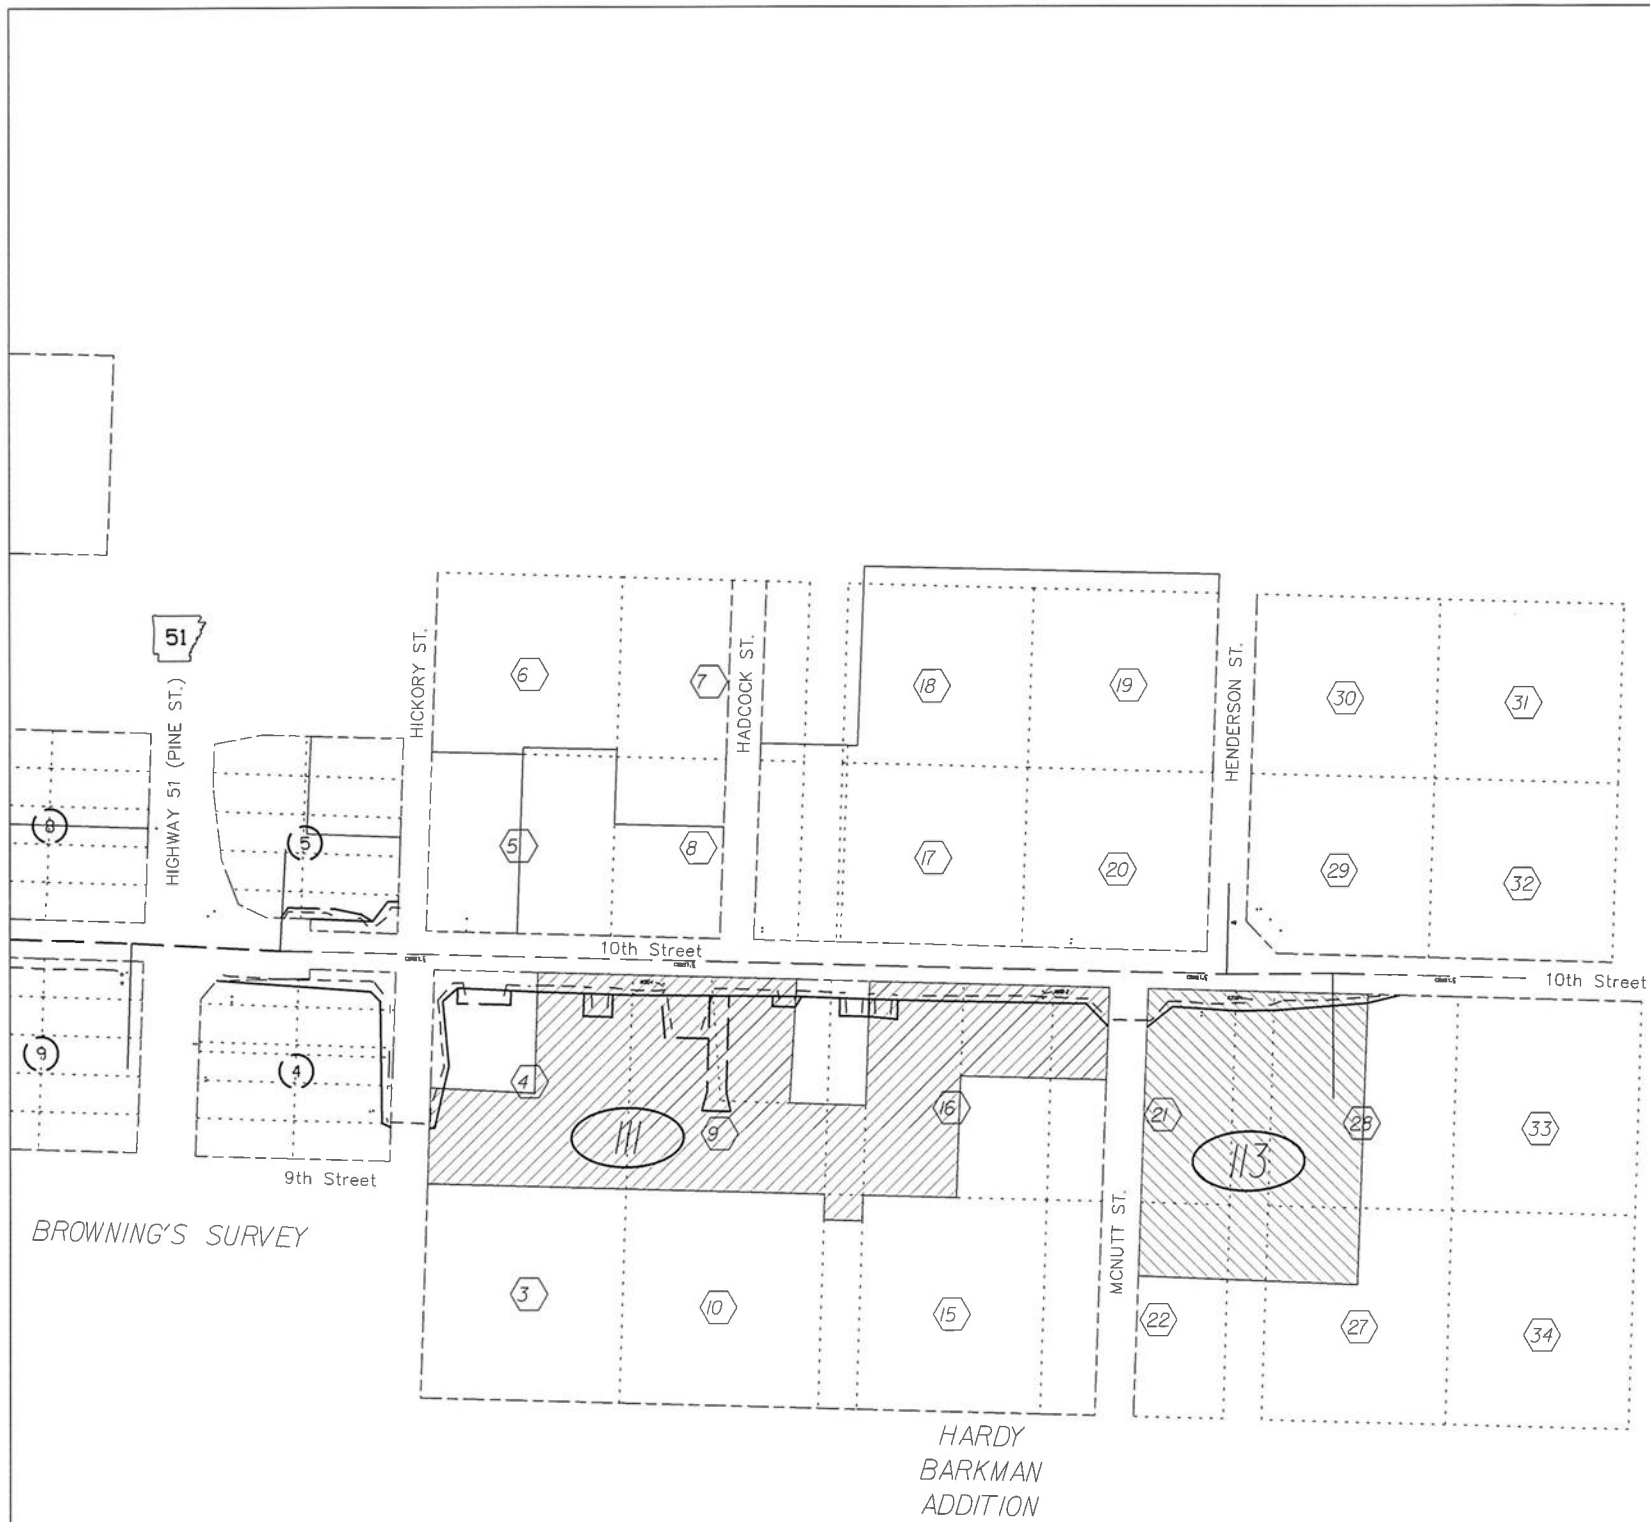 51
HIGHWAY 51 (PINE ST.)
HICKORY ST.
HADCOCK ST.
HENDERSON ST.
6
7
18
19
30
31
8
5
5
8
17
20
29
32
10th Street
10th Street
9
4
4
9
16
21
28
33
111
113
9th Street
MCNUTT ST.
BROWNING'S SURVEY
3
10
15
22
27
34
HARDY
BARKMAN
ADDITION